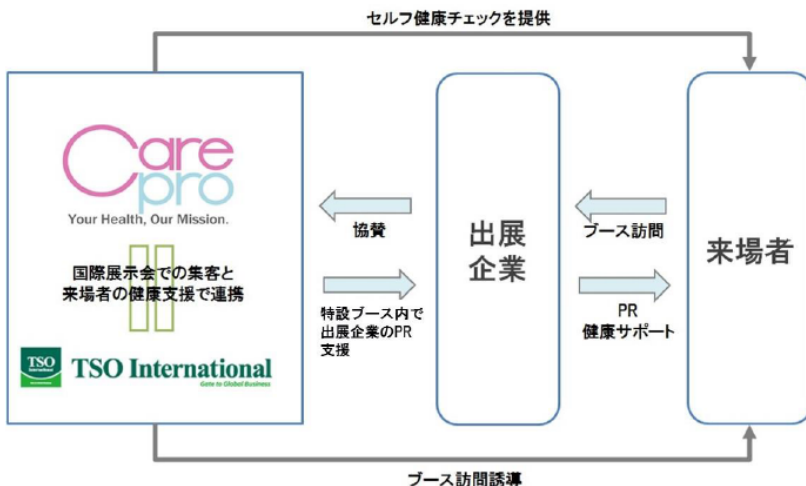 セルフ健康チェックを提供
Care
pro
Your Health, Our Mission.
国際展示会での集客と
来場者の健康支援で連携
TSO
International
TSO International
Gate to Global Business
協賛
特設ブース内で
出展企業のPR
支援
出展
企業
ブース訪問
PR
健康サポート
来場者
ブース訪問誘導